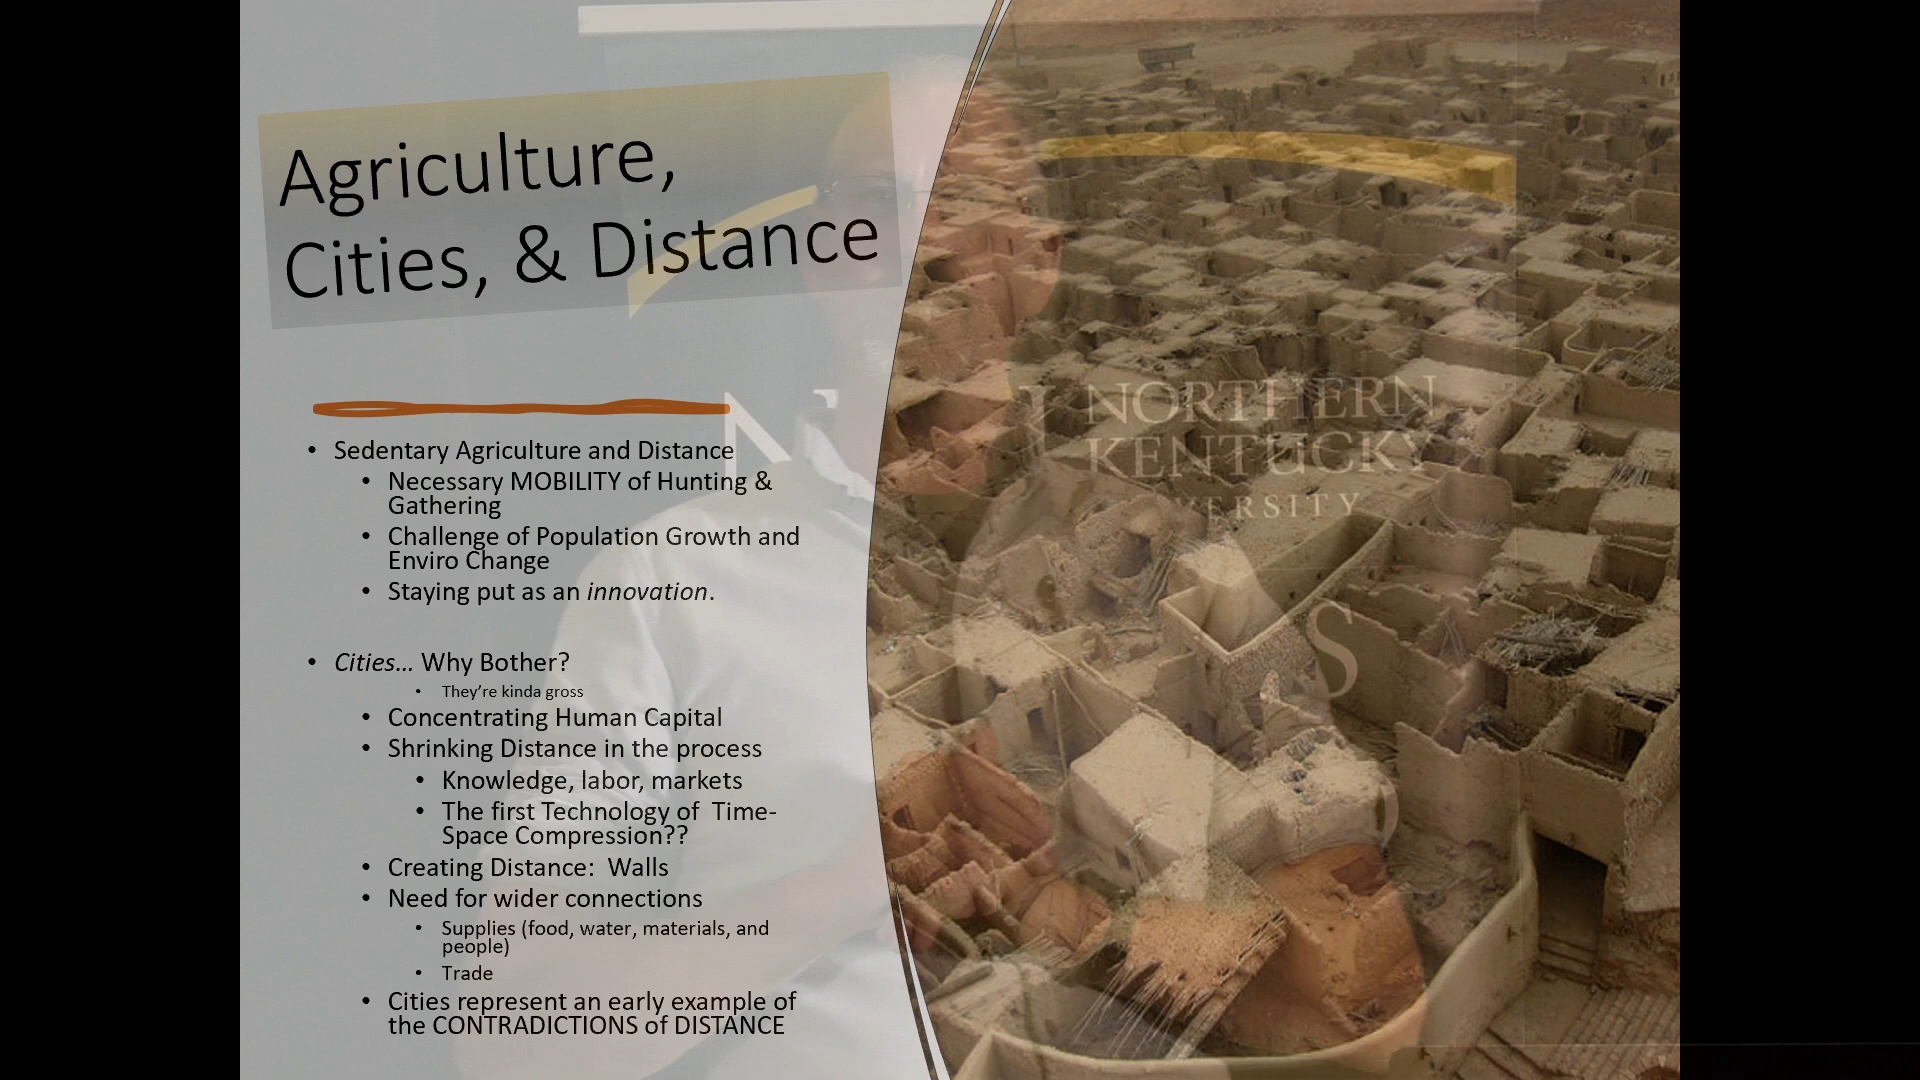 Agriculture,
Cities, & Distance
• Sedentary Agriculture and Distance
• Necessary MOBILITY of Hunting &
Gathering
• Challenge of Population Growth and
Enviro Change
• Staying put as an innovation.
• Cities… Why Bother?
• They’re kinda gross
• Concentrating Human Capital
• Shrinking Distance in the process
• Knowledge, labor, markets
• The first Technology of  Time-
Space Compression??
• Creating Distance:  Walls
• Need for wider connections
• Supplies (food, water, materials, and
people)
• Trade
• Cities represent an early example of
the CONTRADICTIONS of DISTANCE
N
NORTHERN
KENTUCKY
ERSITY
S